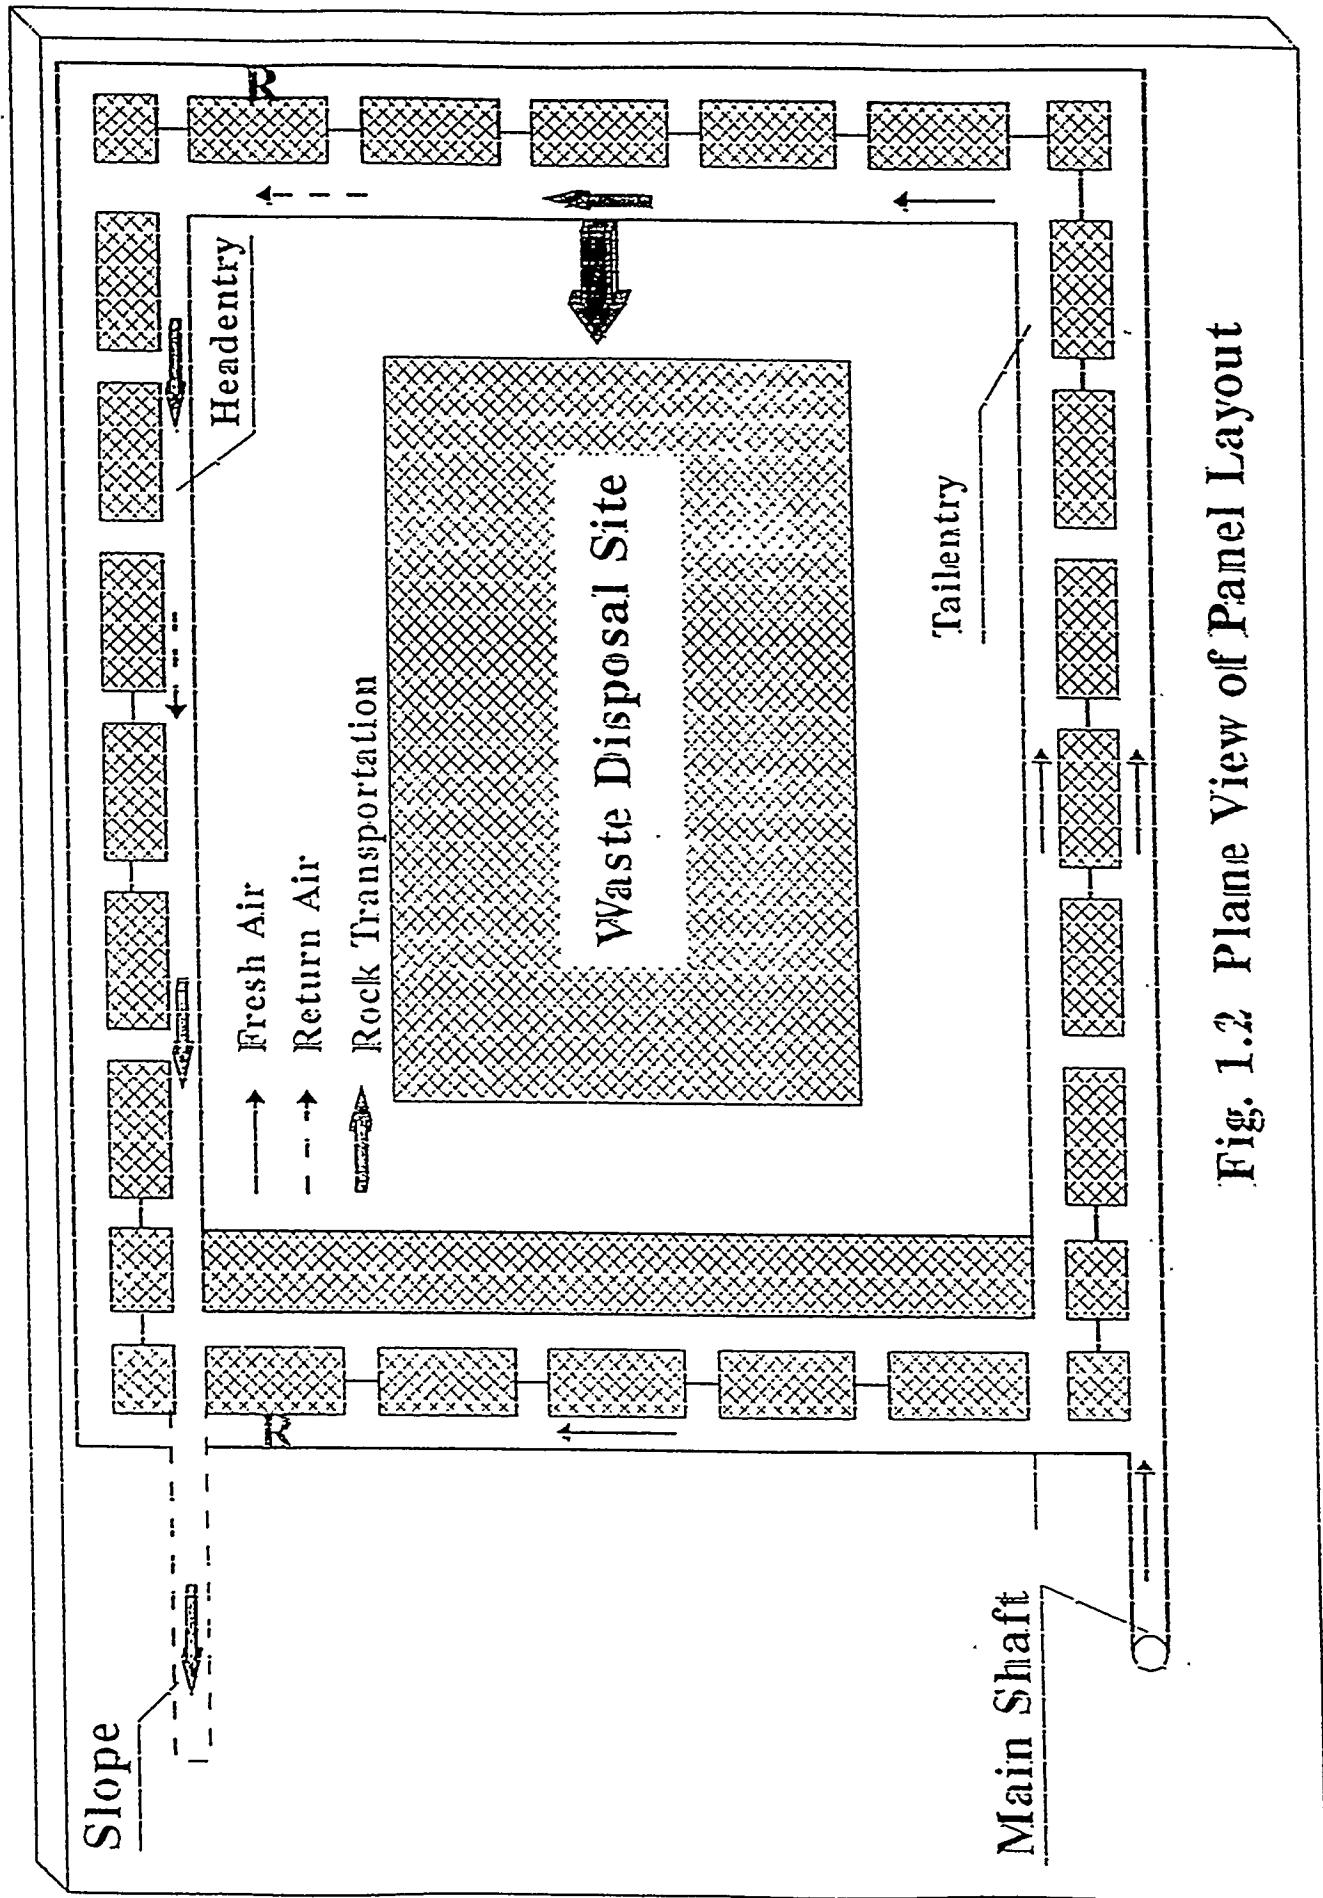 Slope
Headentry
R
R
Fresh Air
Return Air
Rock Transportation
Waste Disposal Site
Tailentry
Main Shaft
Fig. 1.2 Plane View of Panel Layout